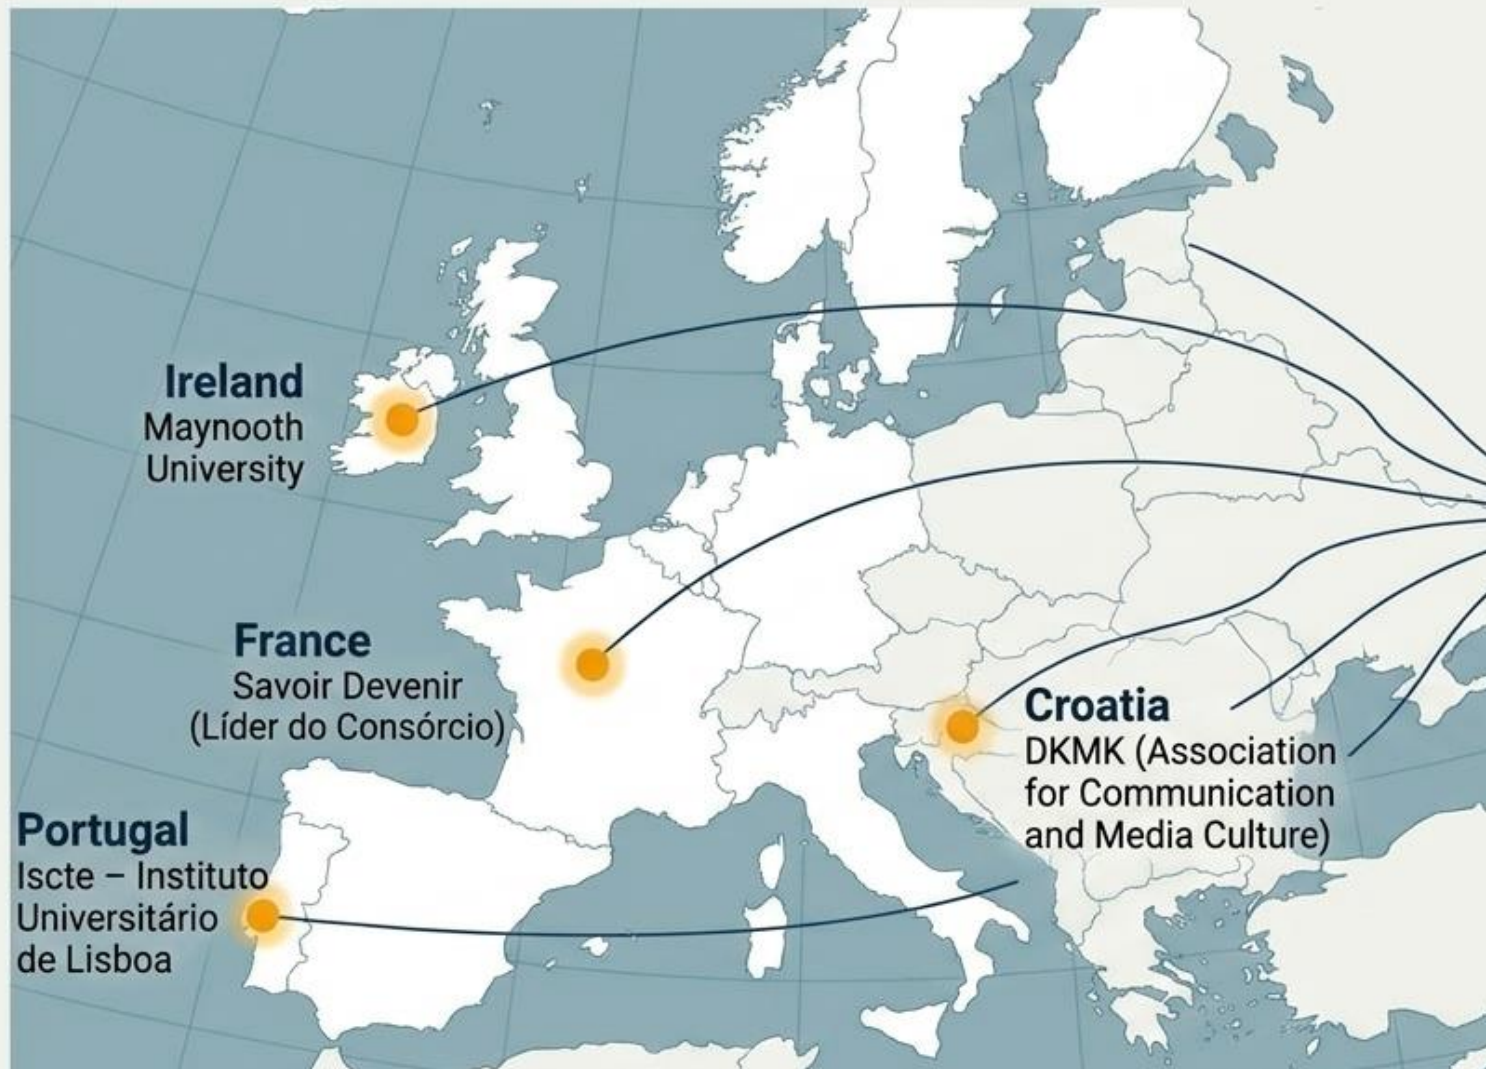 Ireland
Maynooth
University
France
Savoir Devenir
(Líder do Consórcio)
Croatia
DKMK (Association
for Communication
and Media Culture)
Portugal
Iscte – Instituto
Universitário
de Lisboa